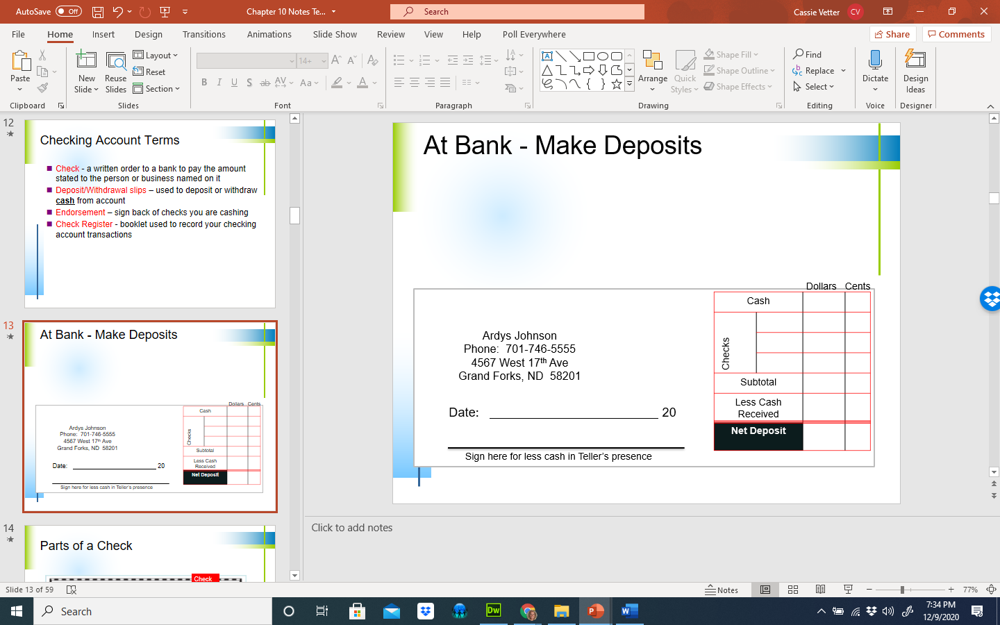 AutoSave Off
Chapter 10 Notes Te...
Search
Cassie Vetter
CV
File Home Insert Design Transitions Animations Slide Show Review View Help Poll Everywhere
Share
Comments
Paste
New Slide
Reuse Slides
Layout
Reset
Section
14+
B I U S ab AV Aa A
Arrange
Quick Styles
Shape Fill
Shape Outline
Shape Effects
Find
Replace
Select
Dictate
Design Ideas
Clipboard Slides Font Paragraph Drawing Editing Voice Designer
12
Checking Account Terms
Check - a written order to a bank to pay the amount
stated to the person or business named on it
Deposit/Withdrawal slips – used to deposit or withdraw
cash from account
Endorsement – sign back of checks you are cashing
Check Register - booklet used to record your checking
account transactions
13
At Bank - Make Deposits
Dollars Cents
Cash
Ardys Johnson
Phone: 701-746-5555
4567 West 17th Ave
Grand Forks, ND 58201
Checks
Subtotal
Date: 20
Less Cash
Received
Net Deposit
Sign here for less cash in Teller's presence
14
Parts of a Check
Check
At Bank - Make Deposits
Dollars Cents
Cash
Ardys Johnson
Phone: 701-746-5555
4567 West 17th Ave
Grand Forks, ND 58201
Checks
Subtotal
Date: 20
Less Cash
Received
Net Deposit
Sign here for less cash in Teller's presence
Click to add notes
Slide 13 of 59
Notes
77%
Search
Dw
7:34 PM
12/9/2020